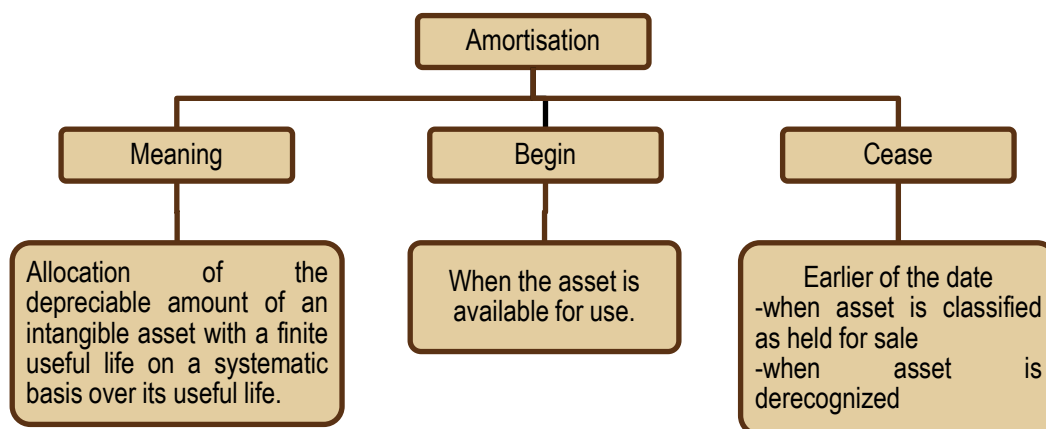 Amortisation
Meaning
Begin
Cease
Allocation of the
depreciable amount of an
intangible asset with a finite
useful life on a systematic
basis over its useful life.
When the asset is
available for use.
Earlier of the date
-when asset is classified
as held for sale
-when asset is
derecognized